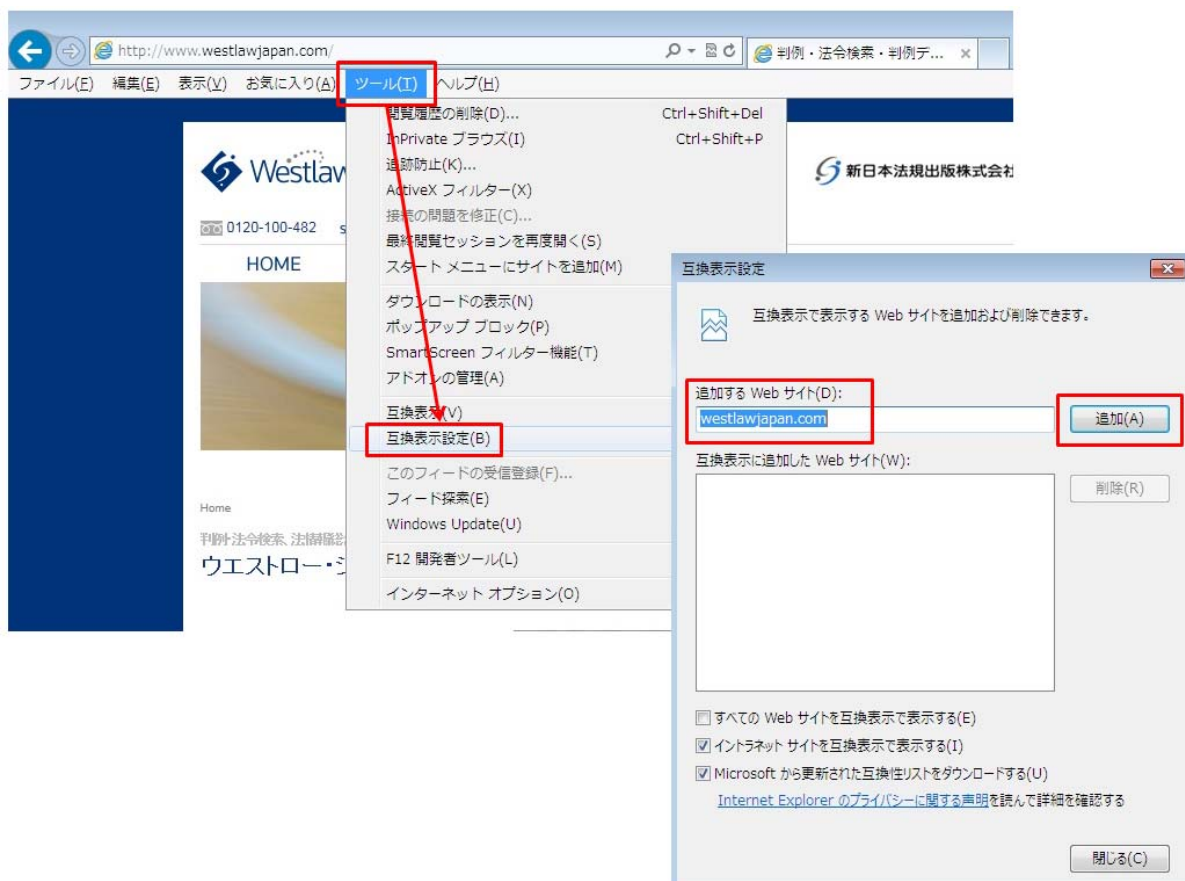 http://www.westlawjapan.com/
判例・法令検索・判例デ...
ファイル(F) 編集(E) 表示(V) お気に入り(A) ツール(T) ヘルプ(H)
閲覧履歴の削除(D)... Ctrl+Shift+Del
InPrivate ブラウズ(I) Ctrl+Shift+P
追跡防止(K)...
ActiveX フィルター(X)
接続の問題を修正(C)...
最終閲覧セッションを再度開く(S)
スタート メニューにサイトを追加(M)
ダウンロードの表示(N)
ポップアップ ブロック(P)
SmartScreen フィルター機能(T)
アドオンの管理(A)
互換表示(V)
互換表示設定(B)
このフィードの受信登録(F)...
フィード探索(E)
Windows Update(U)
F12 開発者ツール(L)
インターネット オプション(O)
Westlaw
新日本法規出版株式会社
0120-100-482 s
HOME
Home
ウエストロー・ジ
互換表示設定
互換表示で表示する Web サイトを追加および削除できます。
追加する Web サイト(D):
westlawjapan.com
追加(A)
互換表示に追加した Web サイト(W):
削除(R)
すべての Web サイトを互換表示で表示する(E)
イントラネット サイトを互換表示で表示する(I)
Microsoft から更新された互換性リストをダウンロードする(U)
Internet Explorer のプライバシーに関する声明を読んで詳細を確認する
閉じる(C)